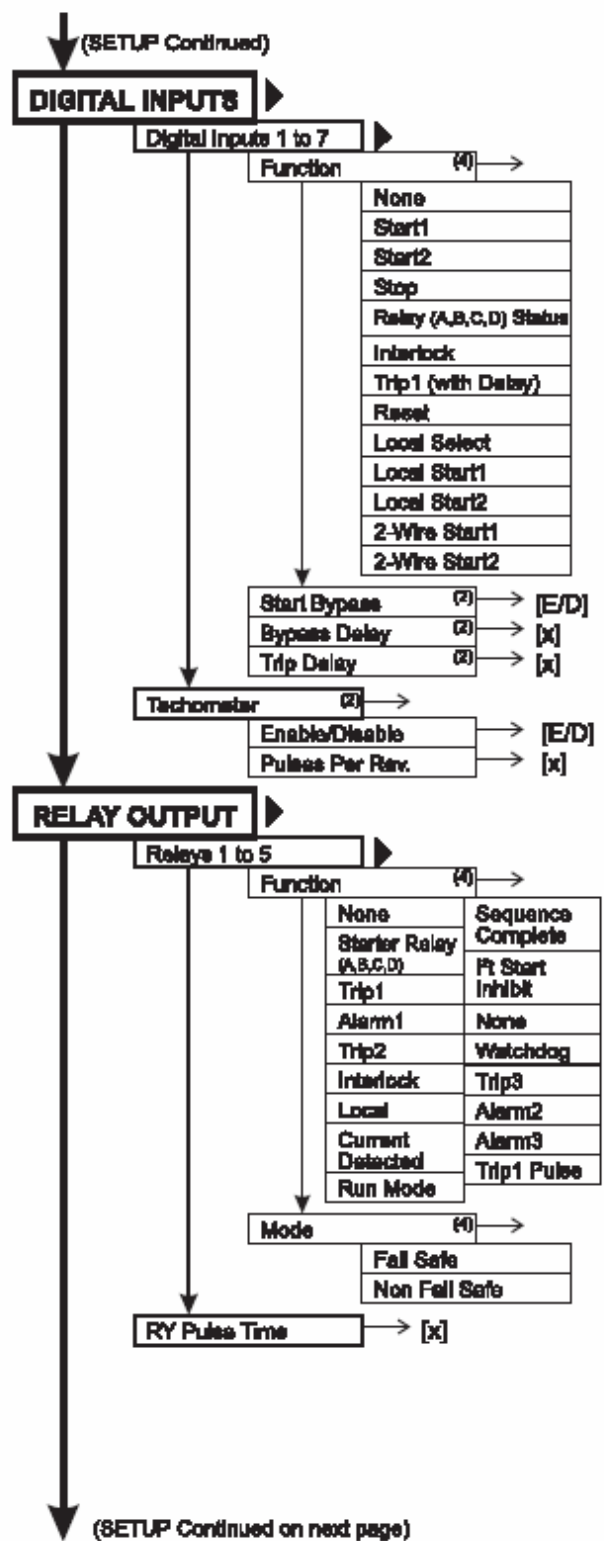 (SETUP Continued)
DIGITAL INPUTS
Digital Inputs 1 to 7
Function (4)
None
Start1
Start2
Stop
Relay (A,B,C,D) Status
Interlock
Trip1 (with Delay)
Reset
Local Select
Local Start1
Local Start2
2-Wire Start1
2-Wire Start2
Start Bypass (2) [E/D]
Bypass Delay (2) [x]
Trip Delay (2) [x]
Tachometer (2)
Enable/Disable [E/D]
Pulses Per Rev. [x]
RELAY OUTPUT
Relays 1 to 5
Function (4)
None
Starter Relay
(A,B,C,D)
Trip1
Alarm1
Trip2
Interlock
Local
Current
Detected
Run Mode
Sequence
Complete
I²t Start
Inhibit
None
Watchdog
Trip3
Alarm2
Alarm3
Trip1 Pulse
Mode (4)
Fail Safe
Non Fail Safe
RY Pulse Time [x]
(SETUP Continued on next page)